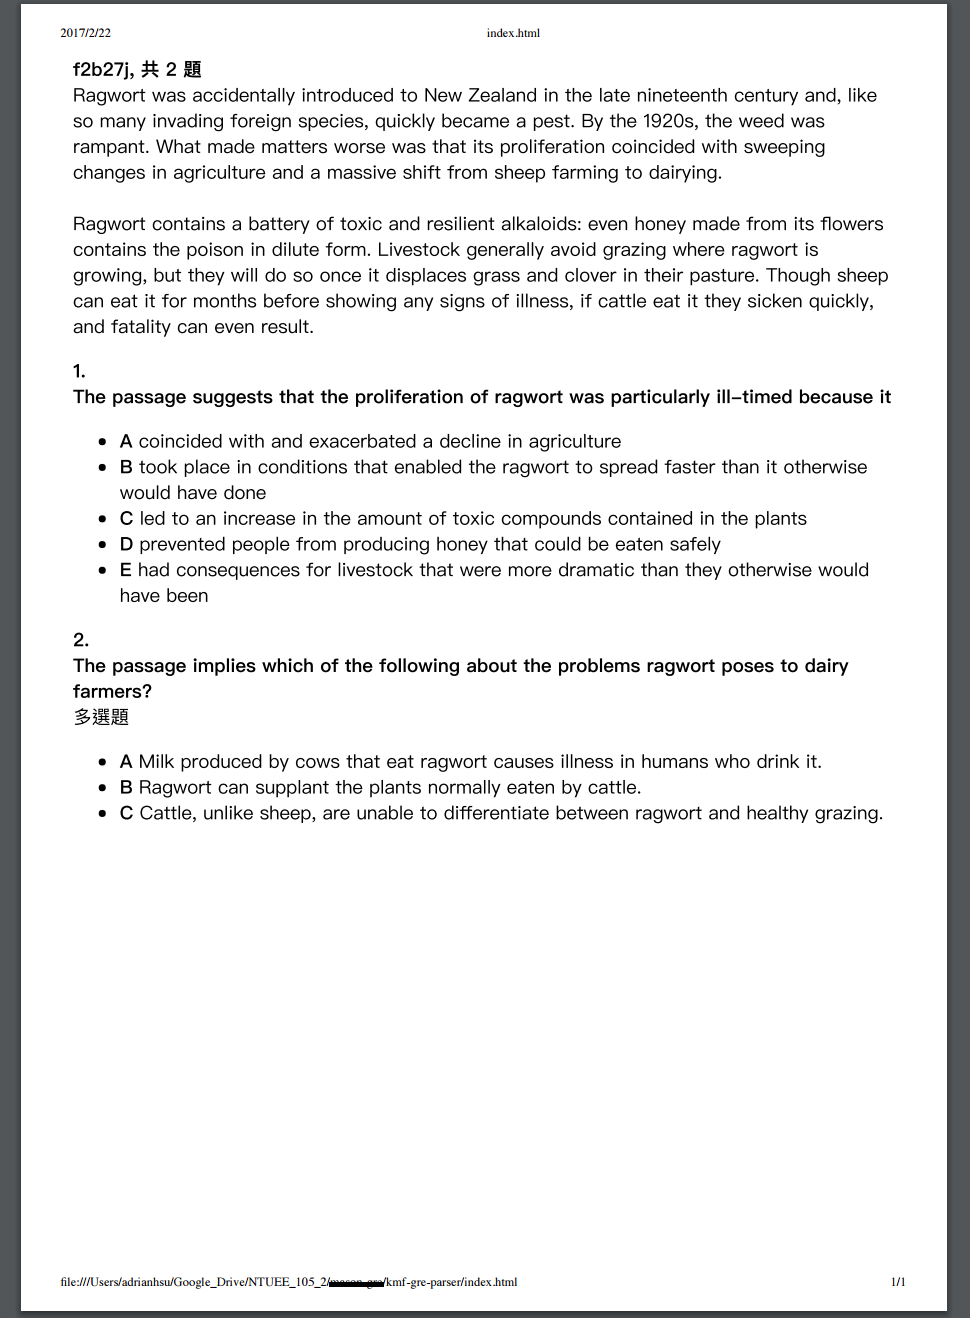 2017/2/22
index.html
f2b27j, 共 2 題
Ragwort was accidentally introduced to New Zealand in the late nineteenth century and, like
so many invading foreign species, quickly became a pest. By the 1920s, the weed was
rampant. What made matters worse was that its proliferation coincided with sweeping
changes in agriculture and a massive shift from sheep farming to dairying.
Ragwort contains a battery of toxic and resilient alkaloids: even honey made from its flowers
contains the poison in dilute form. Livestock generally avoid grazing where ragwort is
growing, but they will do so once it displaces grass and clover in their pasture. Though sheep
can eat it for months before showing any signs of illness, if cattle eat it they sicken quickly,
and fatality can even result.
1.
The passage suggests that the proliferation of ragwort was particularly ill-timed because it
• A coincided with and exacerbated a decline in agriculture
• B took place in conditions that enabled the ragwort to spread faster than it otherwise
would have done
• C led to an increase in the amount of toxic compounds contained in the plants
• D prevented people from producing honey that could be eaten safely
• E had consequences for livestock that were more dramatic than they otherwise would
have been
2.
The passage implies which of the following about the problems ragwort poses to dairy
farmers?
多選題
• A Milk produced by cows that eat ragwort causes illness in humans who drink it.
• B Ragwort can supplant the plants normally eaten by cattle.
• C Cattle, unlike sheep, are unable to differentiate between ragwort and healthy grazing.
file:///Users/adrianhsu/Google_Drive/NTUEE_105_2/ /kmf-gre-parser/index.html
1/1